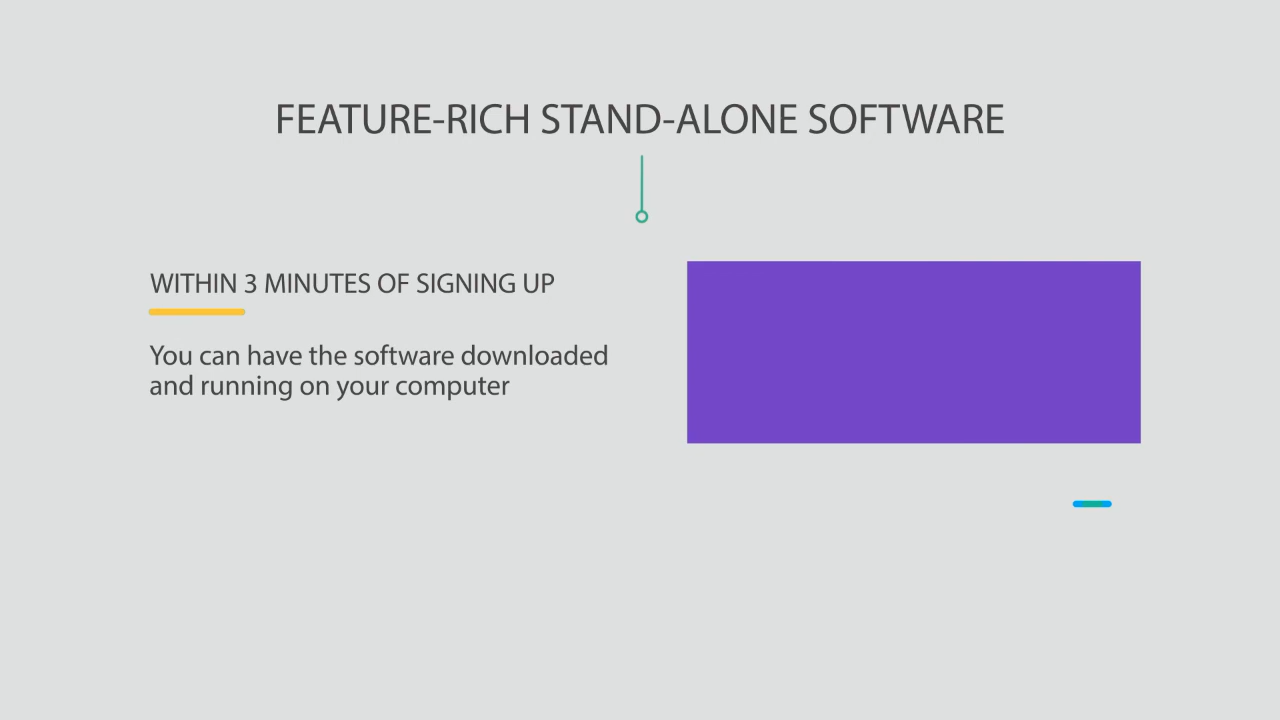 FEATURE-RICH STAND-ALONE SOFTWARE
WITHIN 3 MINUTES OF SIGNING UP
You can have the software downloaded
and running on your computer